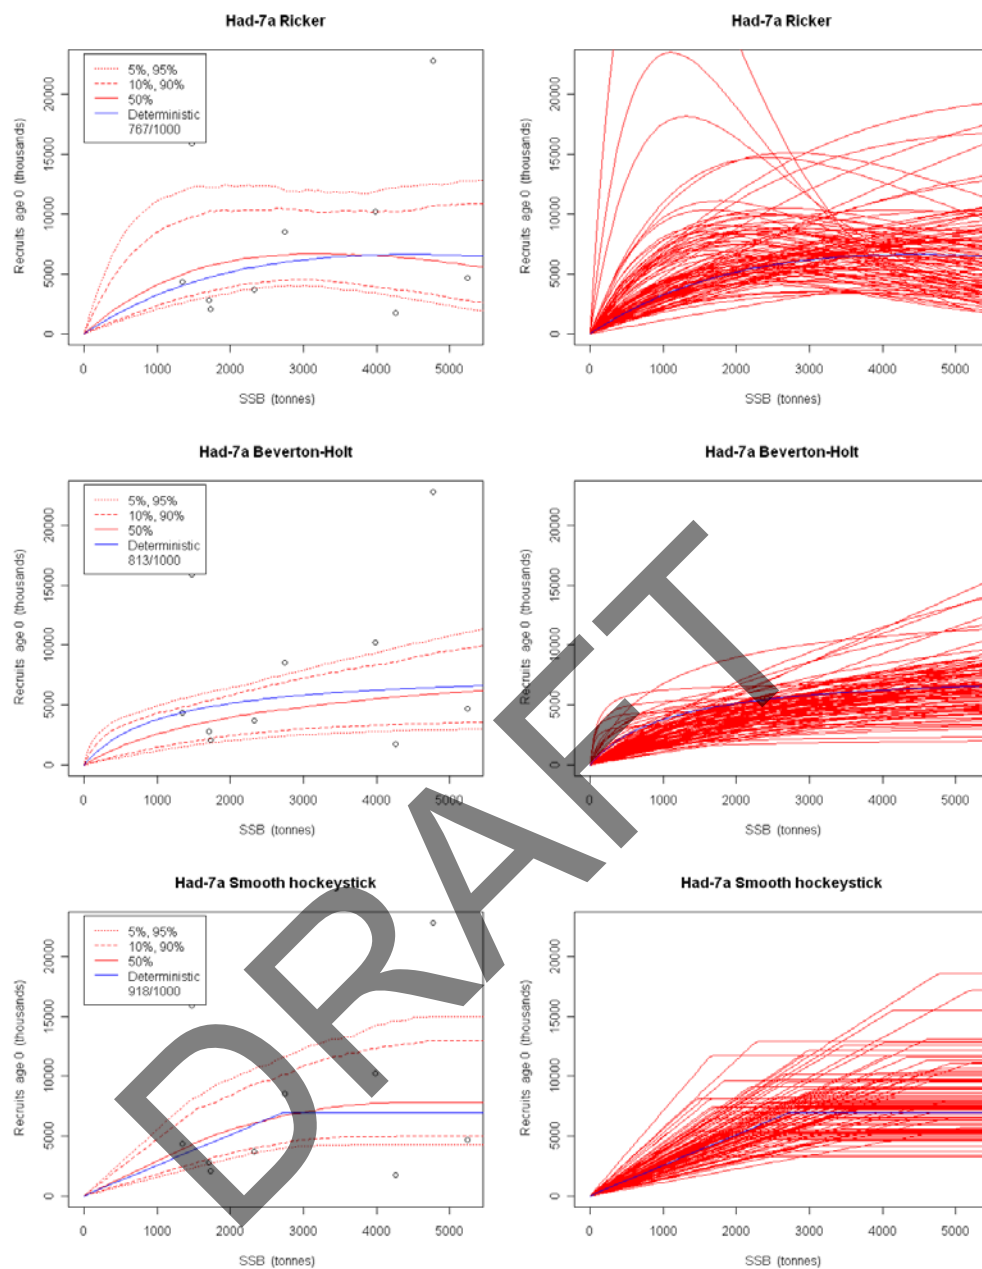 Had-7a Ricker
Recruits age 0 (thousands)
0 5000 10000 15000 20000
5%, 95%
10%, 90%
50%
Deterministic
767/1000
0 1000 2000 3000 4000 5000
SSB (tonnes)
Had-7a Ricker
Recruits age 0 (thousands)
0 5000 10000 15000 20000
0 1000 2000 3000 4000 5000
SSB (tonnes)
Had-7a Beverton-Holt
Recruits age 0 (thousands)
0 5000 10000 15000 20000
5%, 95%
10%, 90%
50%
Deterministic
813/1000
0 1000 2000 3000 4000 5000
SSB (tonnes)
Had-7a Beverton-Holt
Recruits age 0 (thousands)
0 5000 10000 15000 20000
0 1000 2000 3000 4000 5000
SSB (tonnes)
Had-7a Smooth hockeystick
Recruits age 0 (thousands)
0 5000 10000 15000 20000
5%, 95%
10%, 90%
50%
Deterministic
918/1000
0 1000 2000 3000 4000 5000
SSB (tonnes)
Had-7a Smooth hockeystick
Recruits age 0 (thousands)
0 5000 10000 15000 20000
0 1000 2000 3000 4000 5000
SSB (tonnes)
DRAFT